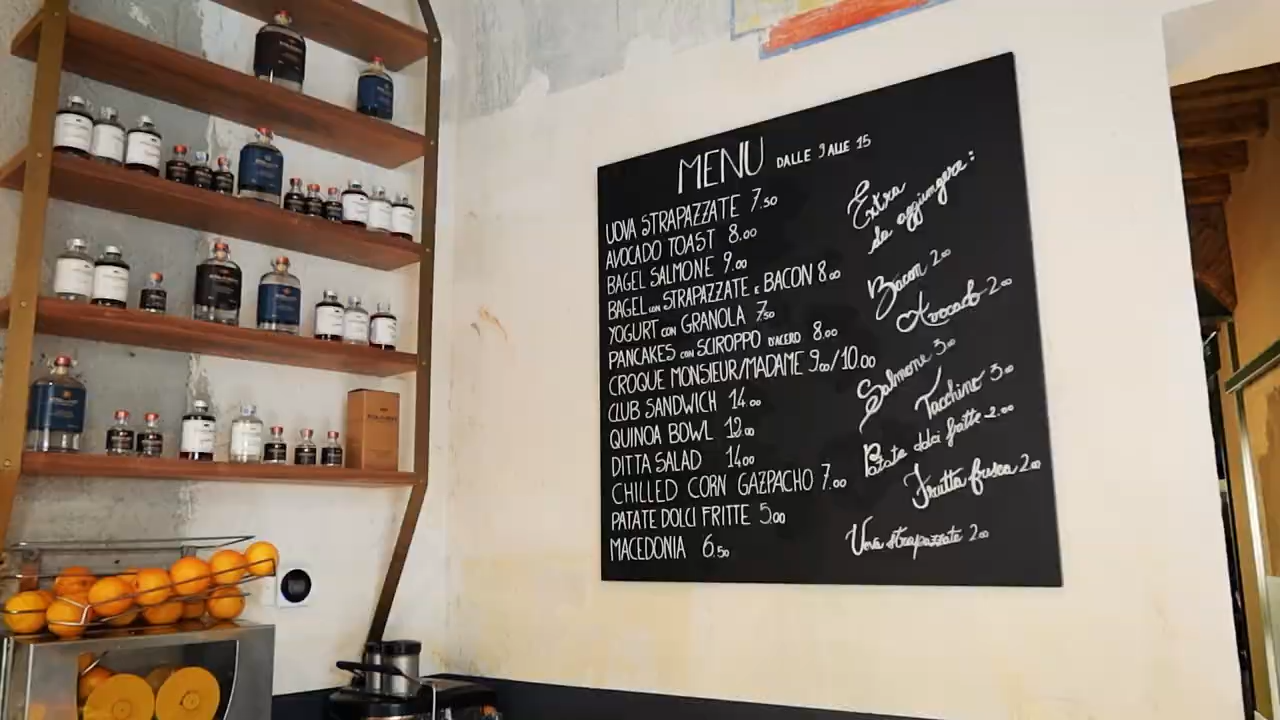 MENU DALLE 9 ALLE 15
UOVA STRAPAZZATE 7.50
AVOCADO TOAST 8.00
BAGEL SALMONE 9.00
BAGEL CON STRAPAZZATE E BACON 8.00
YOGURT CON GRANOLA 7.50
PANCAKES CON SCIROPPO D'ACERO 8.00
CROQUE MONSIEUR/MADAME 9.00/10.00
CLUB SANDWICH 14.00
QUINOA BOWL 12.00
DITTA SALAD 14.00
CHILLED CORN GAZPACHO 7.00
PATATE DOLCI FRITTE 5.00
MACEDONIA 6.50
Extra
da aggiungere:
Bacon 2.00
Avocado 2.00
Salmone 3.00
Tacchino 3.00
Patate dolci fritte 2.00
Frutta fresca 2.00
Uova strapazzate 2.00